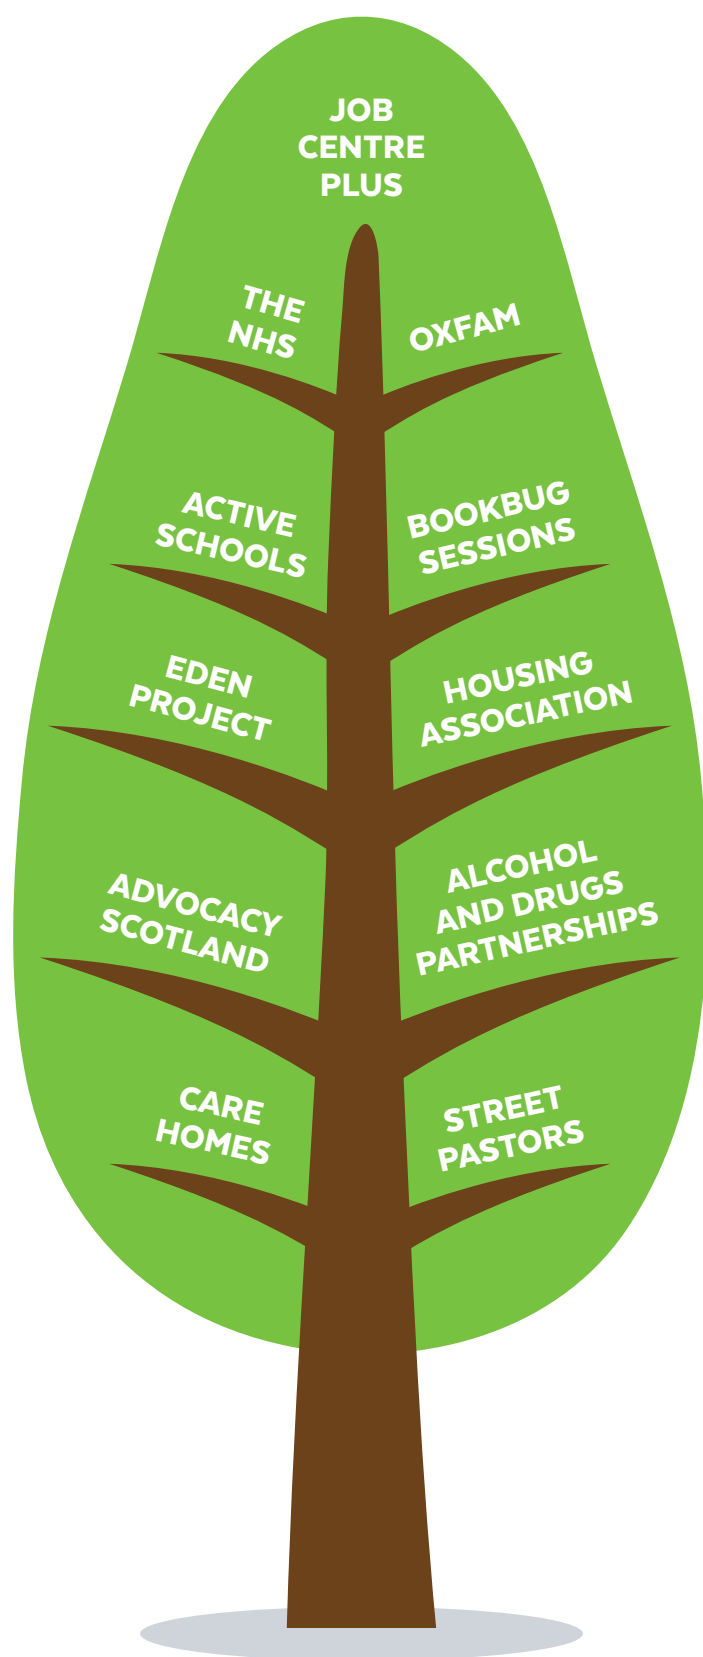 JOB
CENTRE
PLUS
THE
NHS
OXFAM
ACTIVE
SCHOOLS
BOOKBUG
SESSIONS
EDEN
PROJECT
HOUSING
ASSOCIATION
ADVOCACY
SCOTLAND
ALCOHOL
AND DRUGS
PARTNERSHIPS
CARE
HOMES
STREET
PASTORS